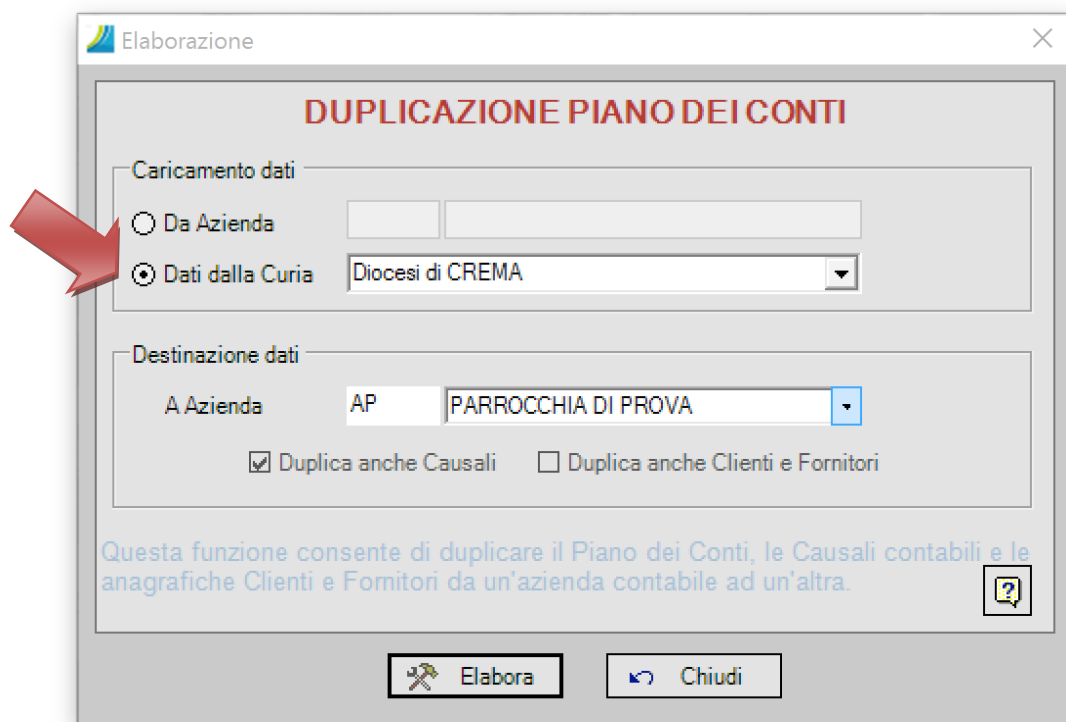 Elaborazione
DUPLICAZIONE PIANO DEI CONTI
Caricamento dati
Da Azienda
Dati dalla Curia Diocesi di CREMA
Destinazione dati
A Azienda AP PARROCCHIA DI PROVA
Duplica anche Causali Duplica anche Clienti e Fornitori
Questa funzione consente di duplicare il Piano dei Conti, le Causali contabili e le
anagrafiche Clienti e Fornitori da un'azienda contabile ad un'altra.
?
Elabora Chiudi